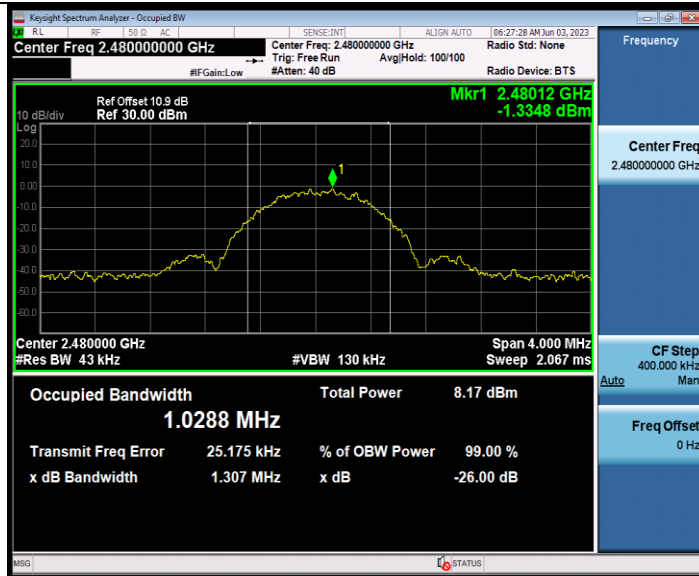 Keysight Spectrum Analyzer - Occupied BW
RL RF 50 Ω AC SENSE:INT ALIGN AUTO 06:27:28 AM Jun 03, 2023
Center Freq 2.480000000 GHz
Center Freq: 2.480000000 GHz
Radio Std: None
Trig: Free Run
Avg|Hold: 100/100
#IFGain:Low
#Atten: 40 dB
Radio Device: BTS
Frequency
Ref Offset 10.9 dB
Mkr1 2.48012 GHz
10 dB/div
Ref 30.00 dBm
-1.3348 dBm
Log
20.0
10.0
1
0.00
-10.0
-20.0
-30.0
-40.0
-50.0
-60.0
Center 2.480000 GHz
Span 4.000 MHz
#Res BW 43 kHz
#VBW 130 kHz
Sweep 2.067 ms
Occupied Bandwidth
Total Power 8.17 dBm
1.0288 MHz
Transmit Freq Error 25.175 kHz
% of OBW Power 99.00 %
x dB Bandwidth 1.307 MHz
x dB -26.00 dB
Center Freq
2.480000000 GHz
CF Step
400.000 kHz
Auto Man
Freq Offset
0 Hz
MSG
STATUS